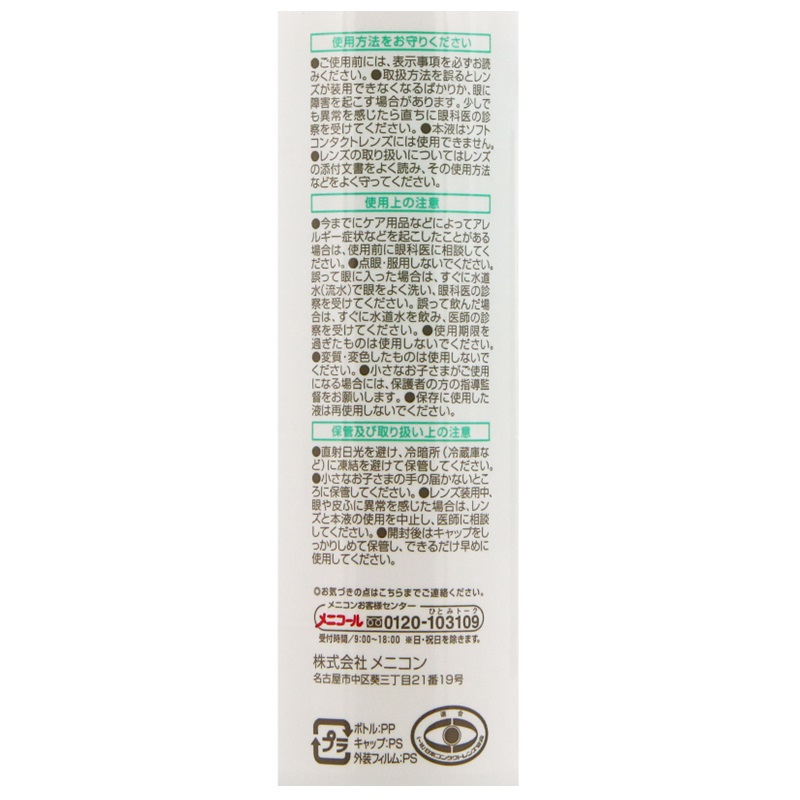 使用方法をお守りください
●ご使用前には、表示事項を必ずお読
みください。●取扱方法を誤るとレン
ズが装用できなくなるばかりか、眼に
障害を起こす場合があります。少しで
も異常を感じたら直ちに眼科医の診
察を受けてください。●本液はソフト
コンタクトレンズには使用できません。
●レンズの取り扱いについてはレンズ
の添付文書をよく読み、その使用方法
などをよく守ってください。
使用上の注意
●今までにケア用品などによってアレ
ルギー症状などを起こしたことがある
場合は、使用前に眼科医に相談してく
ださい。●点眼・服用しないでください。
誤って眼に入った場合は、すぐに水道
水(流水)で眼をよく洗い、眼科医の診
察を受けてください。誤って飲んだ場
合は、すぐに水道水を飲み、医師の診
察を受けてください。●使用期限を
過ぎたものは使用しないでください。
●変質・変色したものは使用しないで
ください。●小さなお子さまがご使用
になる場合には、保護者の方の指導監
督をお願いします。●保存に使用した
液は再使用しないでください。
保管及び取り扱い上の注意
●直射日光を避け、冷暗所(冷蔵庫な
ど)に凍結を避けて保管してください。
●小さなお子さまの手の届かないとこ
ろに保管してください。●レンズ装用中、
眼や皮ふに異常を感じた場合は、レン
ズと本液の使用を中止し、医師に相談
してください。●開封後はキャップをし
っかりしめて保管し、できるだけ早めに
使用してください。
○お気づきの点はこちらまでご連絡ください。
メニコンお客様センター ひとみトーク
メニコール 0120-103109
受付時間/9:00~18:00 ※日・祝日を除きます。
株式会社 メニコン
名古屋市中区葵三丁目21番19号
プラ
ボトル:PP
キャップ:PS
外装フィルム:PS
適合